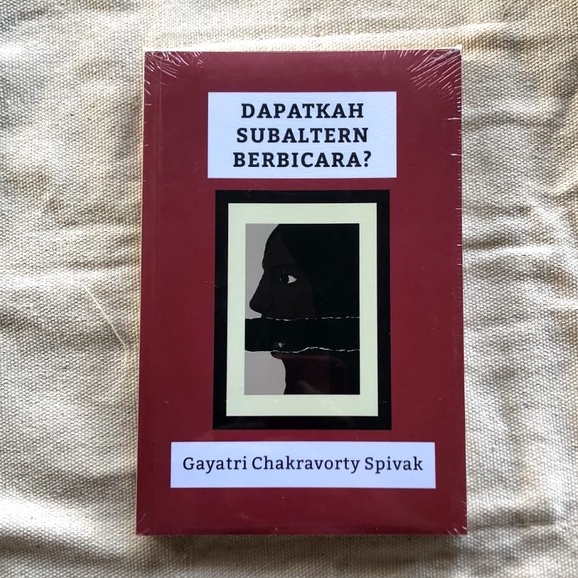 DAPATKAH
SUBALTERN
BERBICARA?
Gayatri Chakravorty Spivak